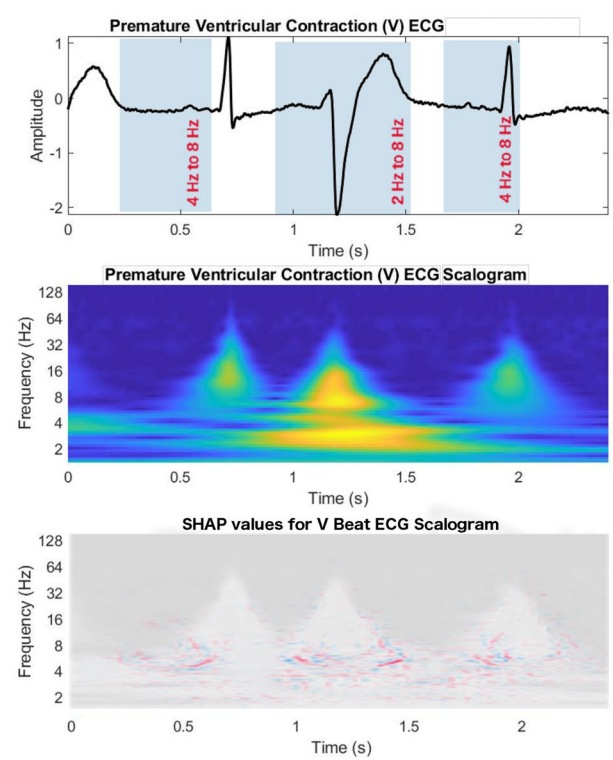 Premature Ventricular Contraction (V) ECG
1
0
-1
-2
Amplitude
4 Hz to 8 Hz
2 Hz to 8 Hz
4 Hz to 8 Hz
0 0.5 1 1.5 2
Time (s)
Premature Ventricular Contraction (V) ECG Scalogram
128
64
32
16
8
4
2
Frequency (Hz)
0 0.5 1 1.5 2
Time (s)
SHAP values for V Beat ECG Scalogram
128
64
32
16
8
4
2
Frequency (Hz)
0 0.5 1 1.5 2
Time (s)